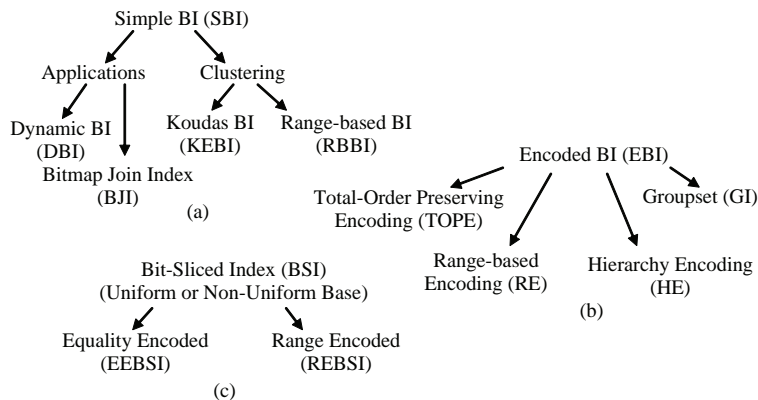 Simple BI (SBI)
Applications
Clustering
Dynamic BI
(DBI)
Bitmap Join Index
(BJI)
Koudas BI
(KEBI)
Range-based BI
(RBBI)
(a)
Encoded BI (EBI)
Total-Order Preserving
Encoding (TOPE)
Groupset (GI)
Range-based
Encoding (RE)
Hierarchy Encoding
(HE)
(b)
Bit-Sliced Index (BSI)
(Uniform or Non-Uniform Base)
Equality Encoded
(EEBSI)
Range Encoded
(REBSI)
(c)